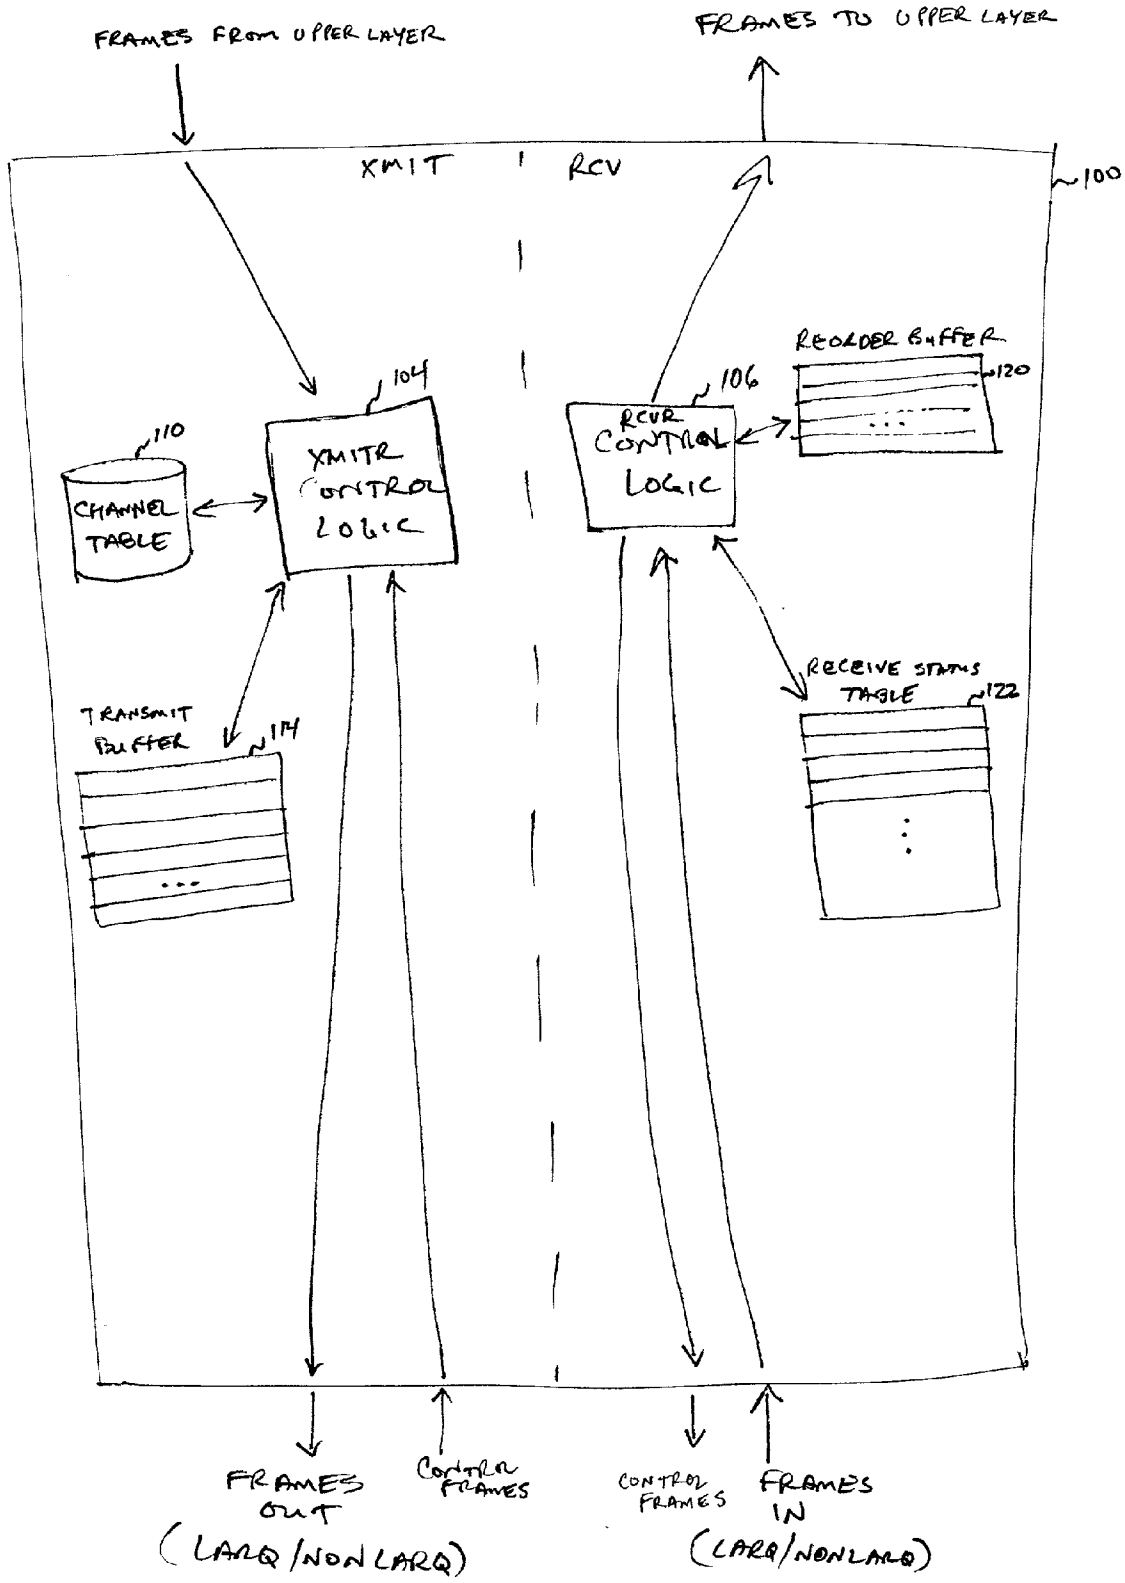 FRAMES FROM UPPER LAYER
FRAMES TO UPPER LAYER
XMIT
RCV
100
REORDER BUFFER
120
104
106
110
XMITR
CONTROL
LOGIC
RCVR
CONTROL
LOGIC
CHANNEL
TABLE
RECEIVE STATUS
TABLE
122
TRANSMIT
BUFFER
114
FRAMES
OUT
(LARQ/NONLARQ)
CONTROL
FRAMES
CONTROL
FRAMES
FRAMES
IN
(LARQ/NONLARQ)